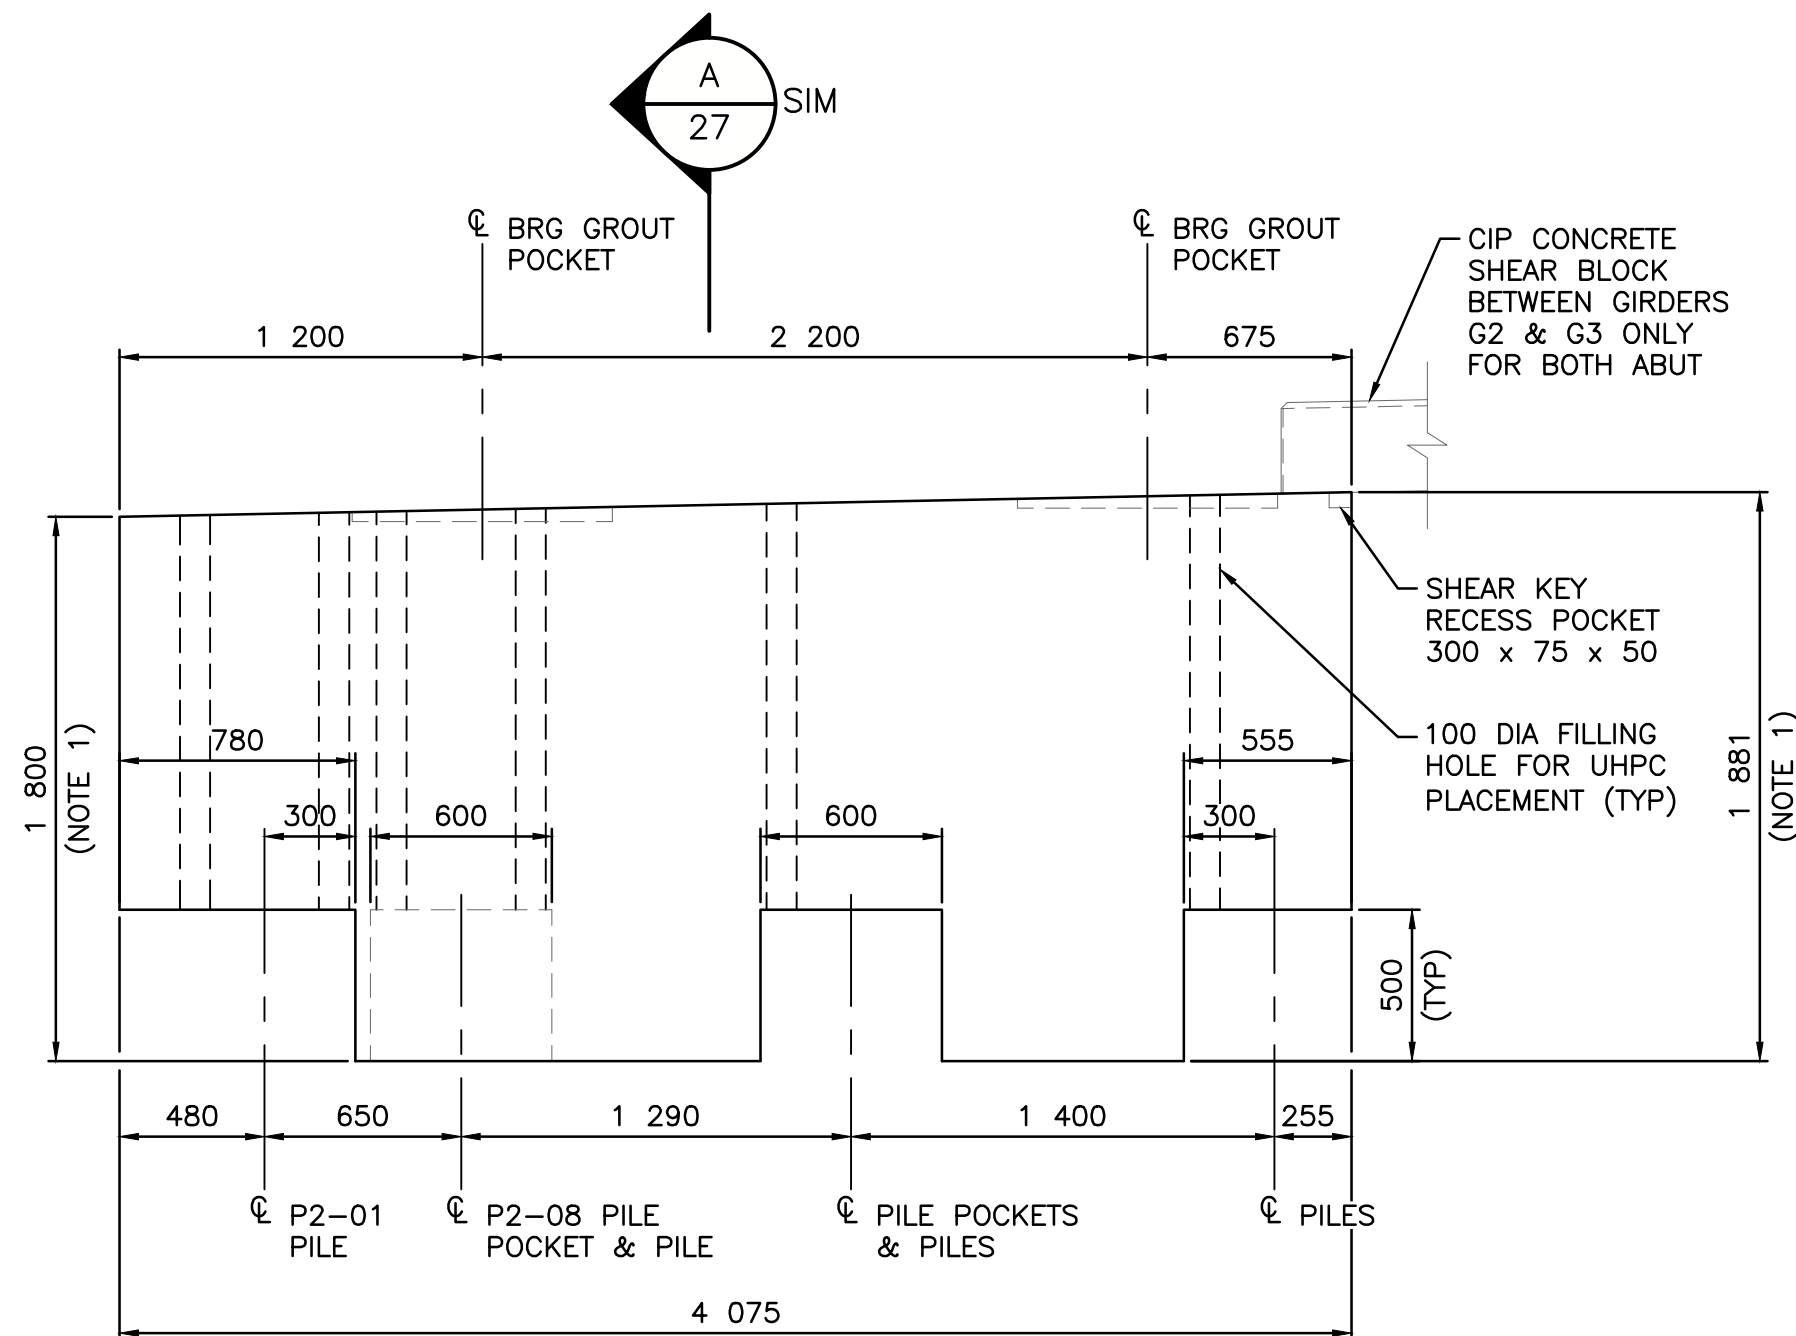 A
27
SIM
℄ BRG GROUT
POCKET
℄ BRG GROUT
POCKET
CIP CONCRETE
SHEAR BLOCK
BETWEEN GIRDERS
G2 & G3 ONLY
FOR BOTH ABUT
1 200
2 200
675
SHEAR KEY
RECESS POCKET
300 x 75 x 50
100 DIA FILLING
HOLE FOR UHPC
PLACEMENT (TYP)
1 800
(NOTE 1)
780
300
600
600
555
300
1 881
(NOTE 1)
500
(TYP)
480
650
1 290
1 400
255
℄ P2-01
PILE
℄ P2-08 PILE
POCKET & PILE
℄ PILE POCKETS
& PILES
℄ PILES
4 075